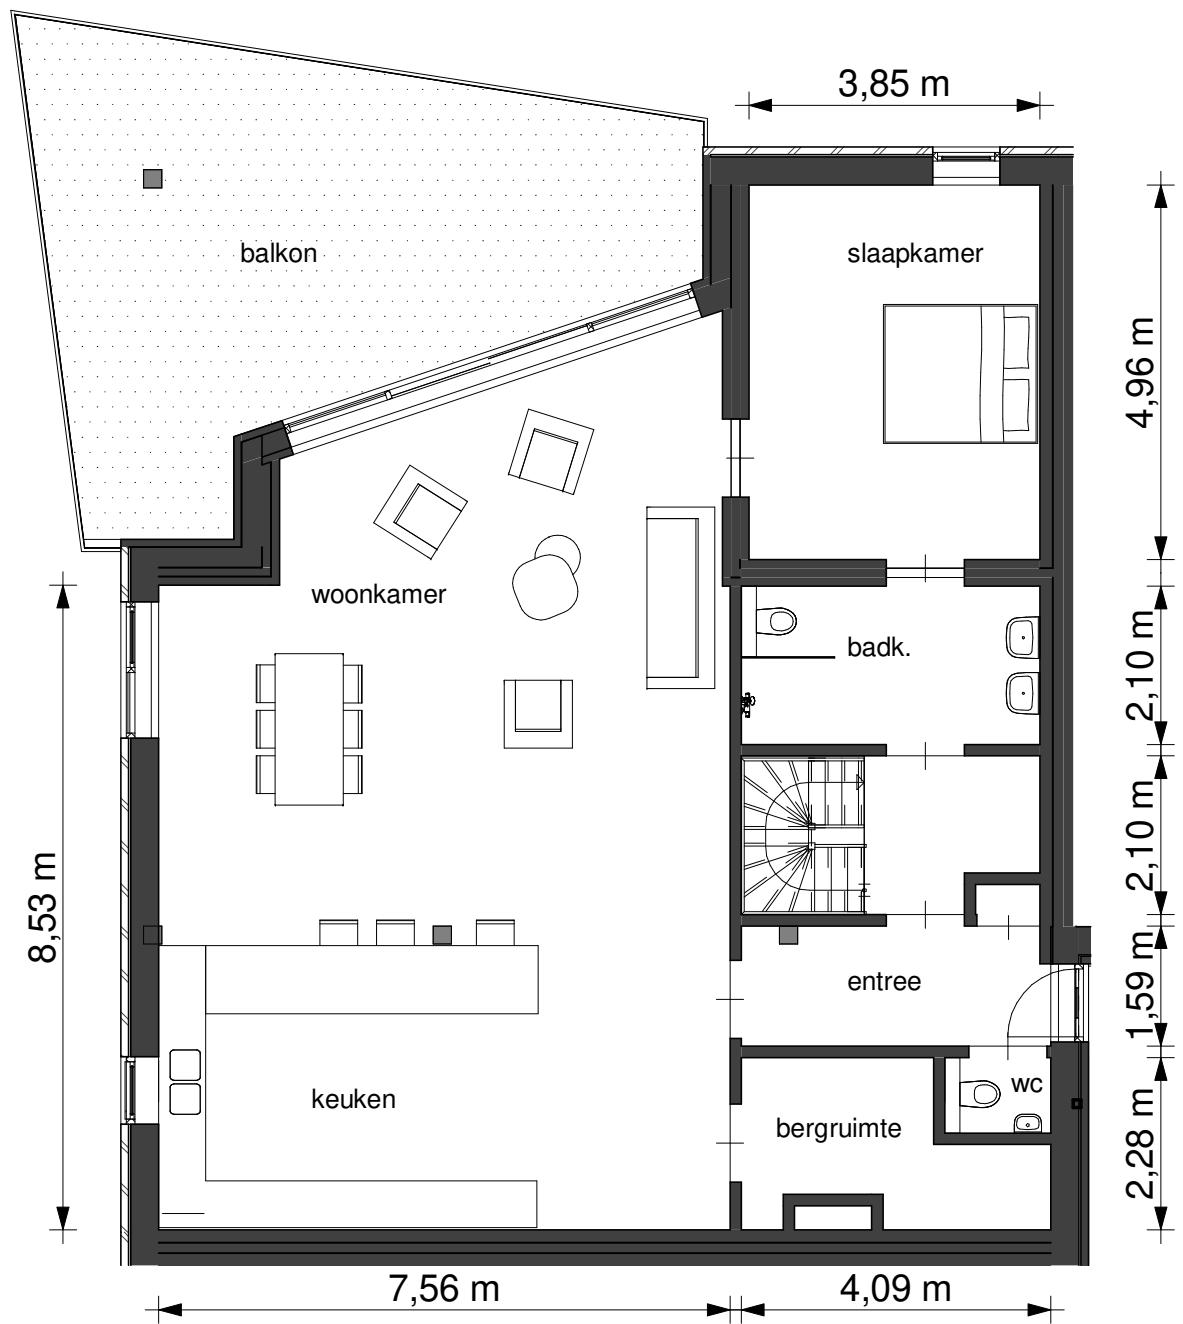 3,85 m
balkon
slaapkamer
4,96 m
woonkamer
badk.
2,10 m
2,10 m
8,53 m
entree
1,59 m
keuken
wc
bergruimte
2,28 m
7,56 m
4,09 m